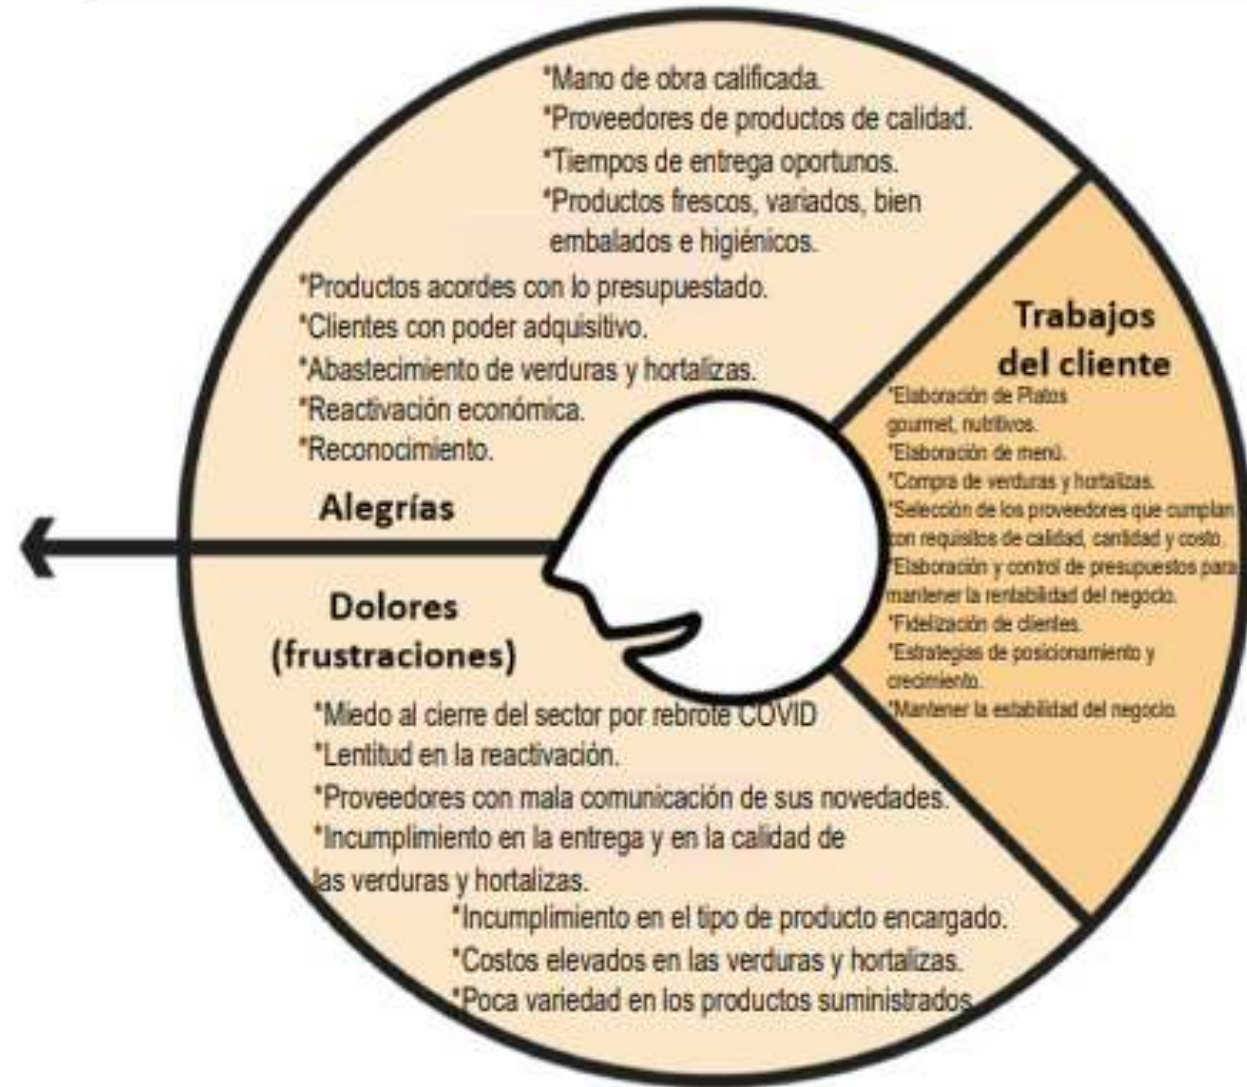 *Mano de obra calificada.
*Proveedores de productos de calidad.
*Tiempos de entrega oportunos.
*Productos frescos, variados, bien
embalados e higiénicos.
*Productos acordes con lo presupuestado.
*Clientes con poder adquisitivo.
*Abastecimiento de verduras y hortalizas.
*Reactivación económica.
*Reconocimiento.
Alegrías
Trabajos
del cliente
*Elaboración de Platos
gourmet, nutritivos.
*Elaboración de menú.
*Compra de verduras y hortalizas.
*Selección de los proveedores que cumplan
con requisitos de calidad, cantidad y costo.
*Elaboración y control de presupuestos para
mantener la rentabilidad del negocio.
*Fidelización de clientes.
*Estrategias de posicionamiento y
crecimiento.
*Mantener la estabilidad del negocio.
Dolores
(frustraciones)
*Miedo al cierre del sector por rebrote COVID
*Lentitud en la reactivación.
*Proveedores con mala comunicación de sus novedades.
*Incumplimiento en la entrega y en la calidad de
las verduras y hortalizas.
*Incumplimiento en el tipo de producto encargado.
*Costos elevados en las verduras y hortalizas.
*Poca variedad en los productos suministrados.